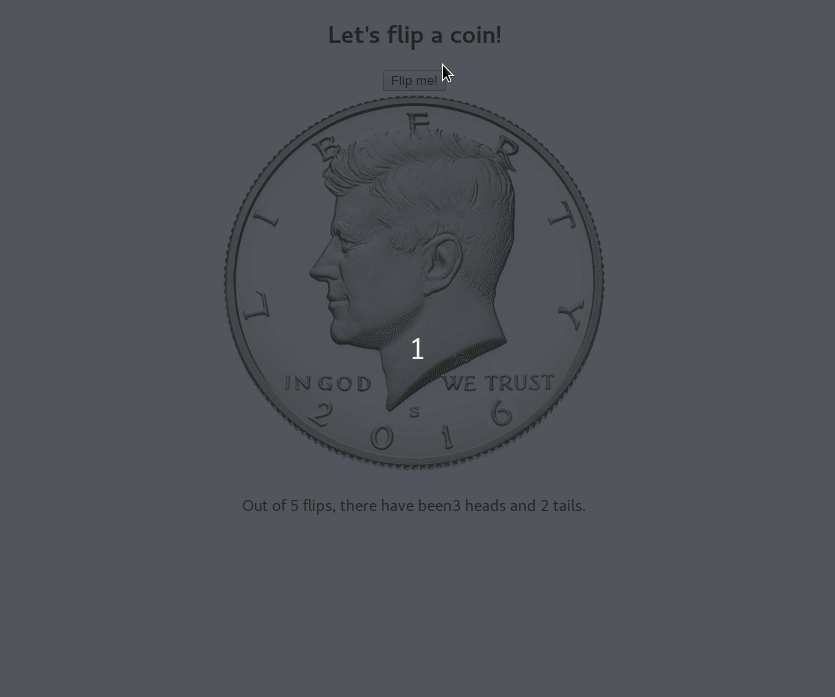 Let's flip a coin!
Flip me!
LIBERTY
1
IN GOD WE TRUST
S
2016
Out of 5 flips, there have been3 heads and 2 tails.